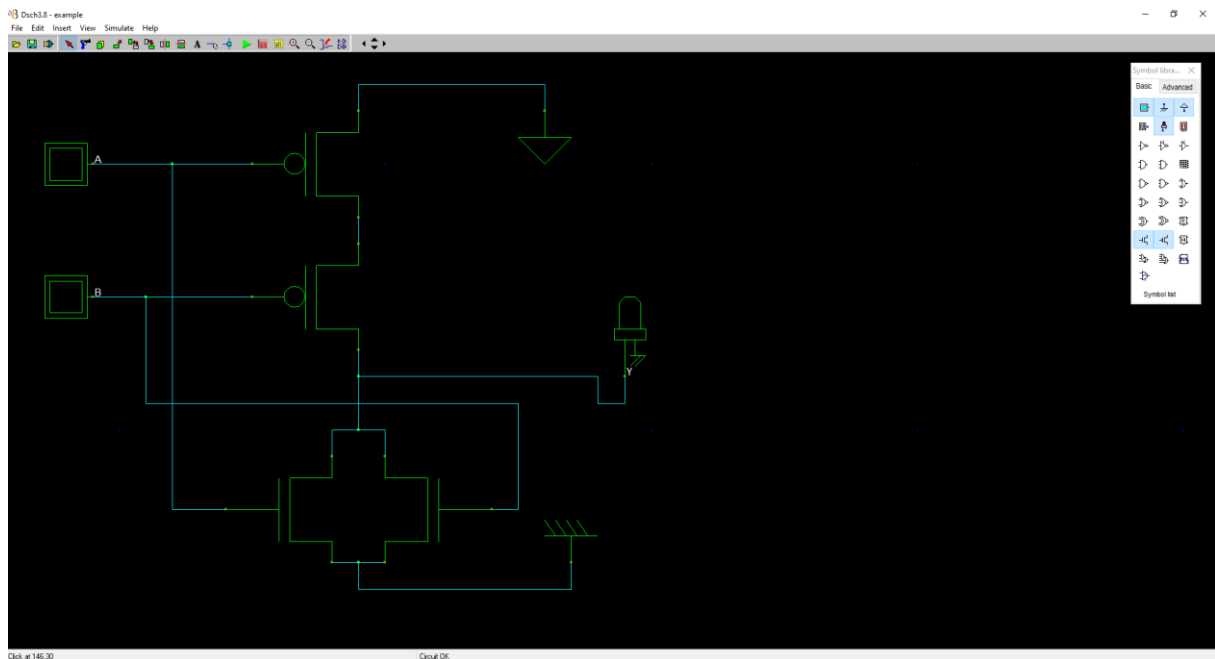 Dsch3.8 - example
File Edit Insert View Simulate Help
A
Symbol libra...
Basic Advanced
A
B
Y
Symbol list
Click at 146.30 Circuit OK